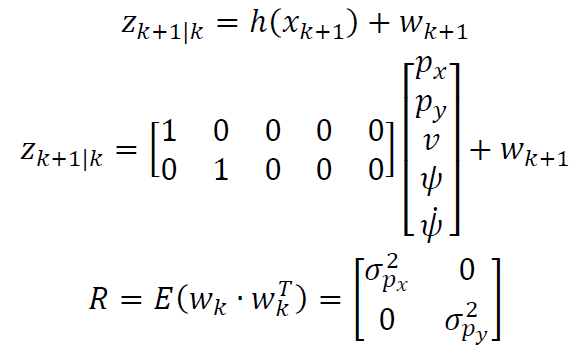 z_{k+1|k} = h(x_{k+1}) + w_{k+1}
z_{k+1|k} = [1 0 0 0 0; 0 1 0 0 0] [p_x; p_y; v; ψ; ψ̇] + w_{k+1}
R = E(w_k · w_k^T) = [σ_{p_x}^2 0; 0 σ_{p_y}^2]